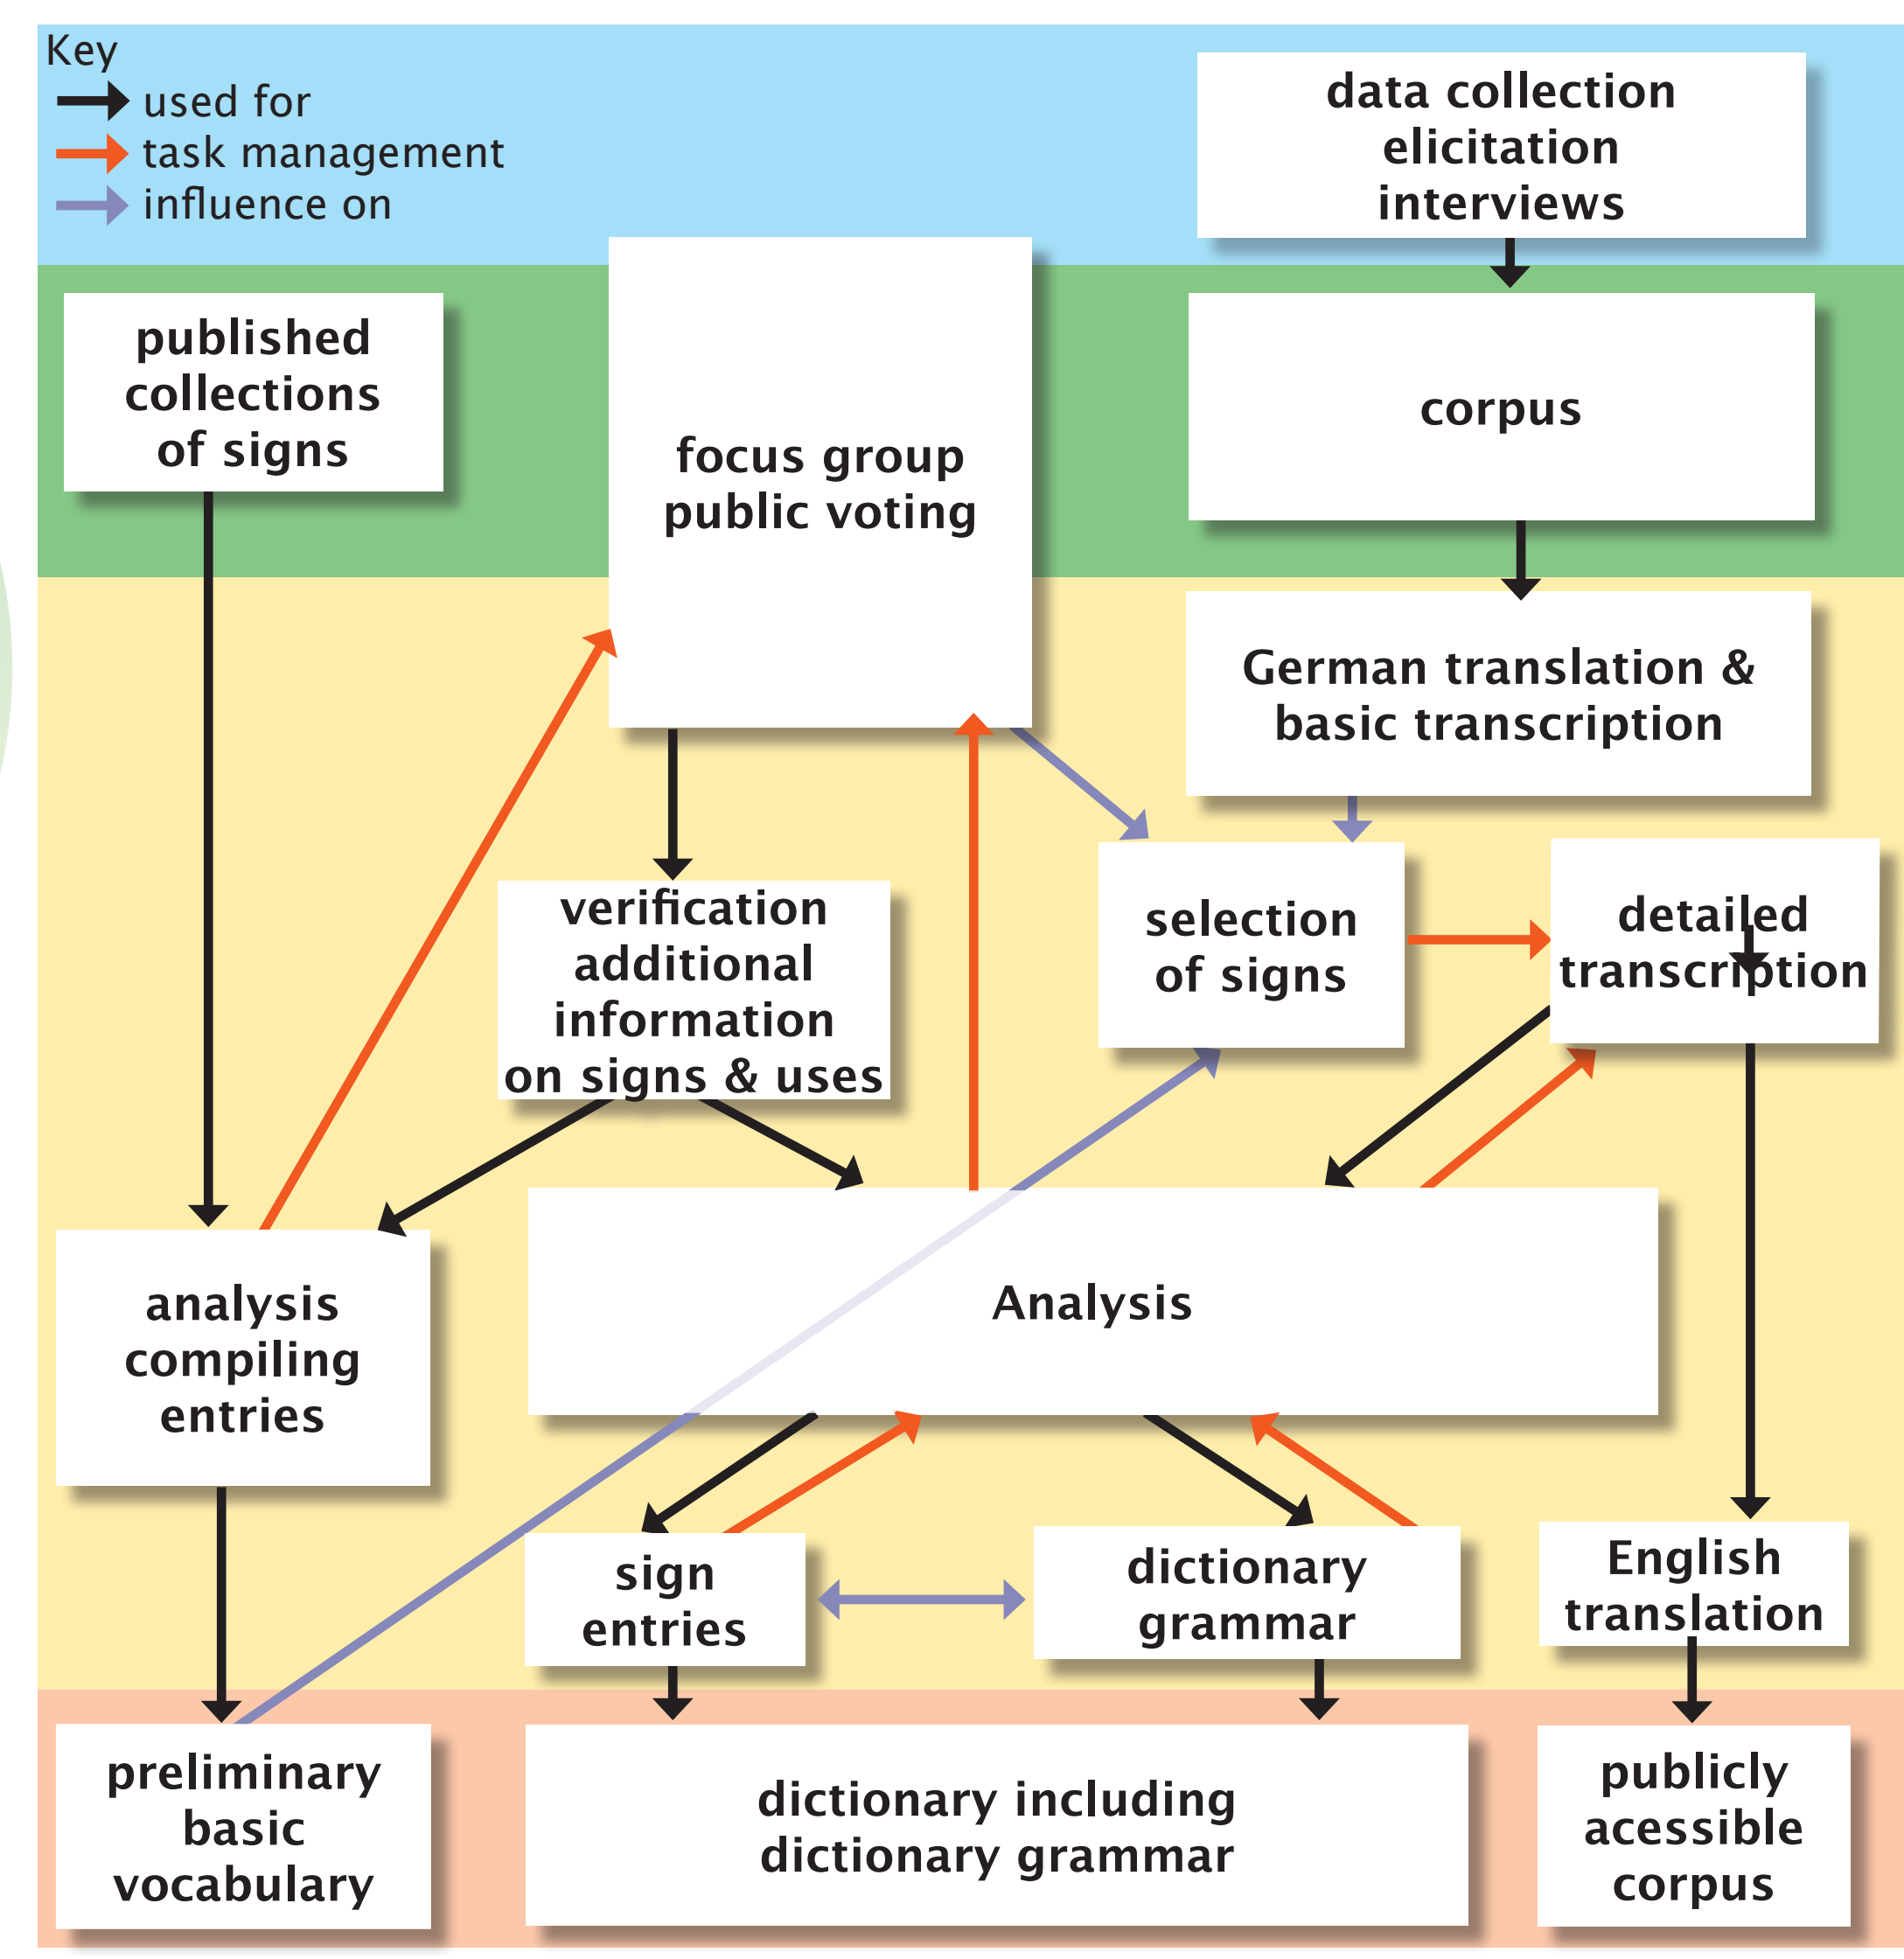 Key
used for
task management
influence on
data collection
elicitation
interviews
published
collections
of signs
focus group
public voting
corpus
German translation &
basic transcription
verification
additional
information
on signs & uses
selection
of signs
detailed
transcription
analysis
compiling
entries
Analysis
sign
entries
dictionary
grammar
English
translation
preliminary
basic
vocabulary
dictionary including
dictionary grammar
publicly
acessible
corpus